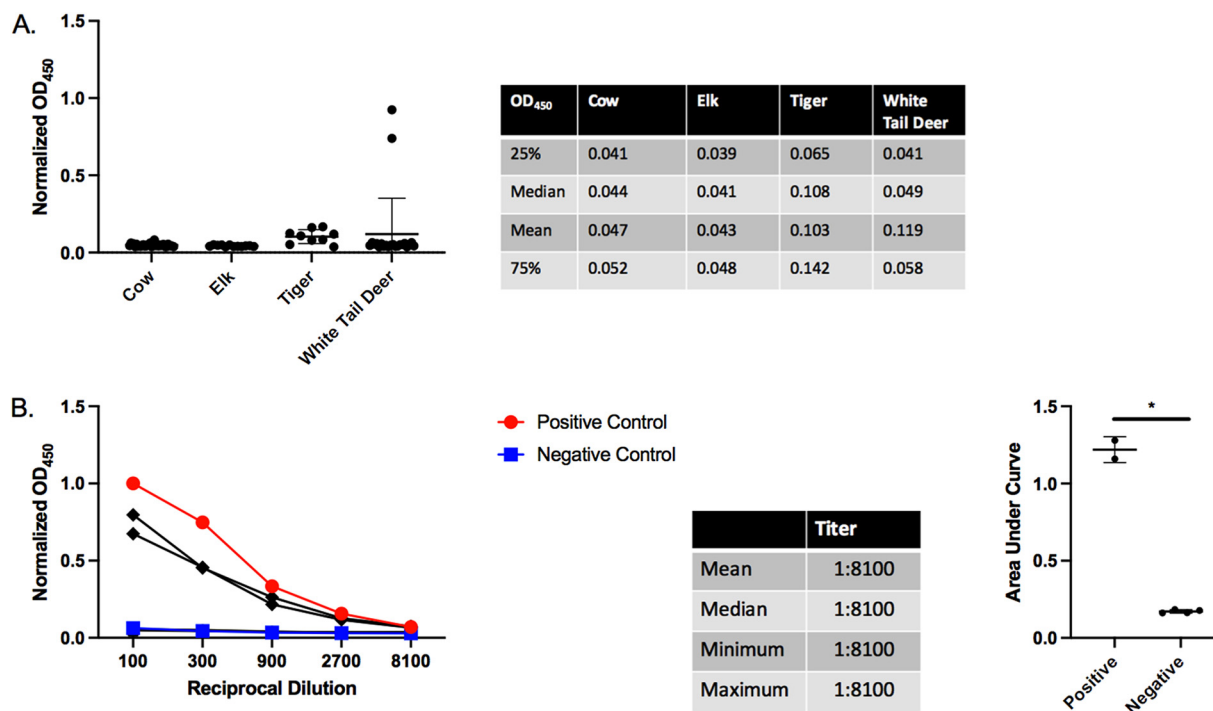 A.
Normalized OD450
1.5
1.0
0.5
0.0
Cow
Elk
Tiger
White Tail Deer
OD450 Cow Elk Tiger White Tail Deer
25% 0.041 0.039 0.065 0.041
Median 0.044 0.041 0.108 0.049
Mean 0.047 0.043 0.103 0.119
75% 0.052 0.048 0.142 0.058
B.
Normalized OD450
1.5
1.0
0.5
0.0
100 300 900 2700 8100
Reciprocal Dilution
Positive Control
Negative Control
Titer
Mean 1:8100
Median 1:8100
Minimum 1:8100
Maximum 1:8100
Area Under Curve
1.5
1.0
0.5
0.0
*
Positive
Negative